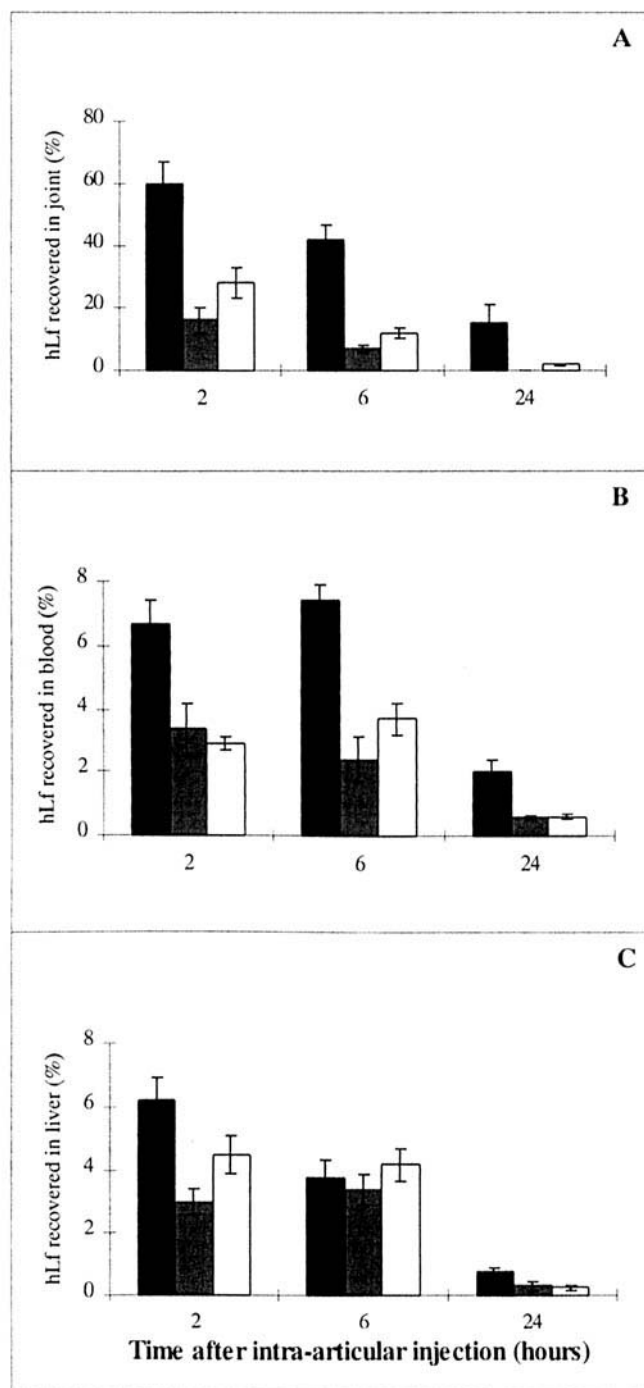 A
hLf recovered in joint (%)
80
60
40
20
0
2 6 24
B
hLf recovered in blood (%)
8
6
4
2
0
2 6 24
C
hLf recovered in liver (%)
8
6
4
2
0
2 6 24
Time after intra-articular injection (hours)